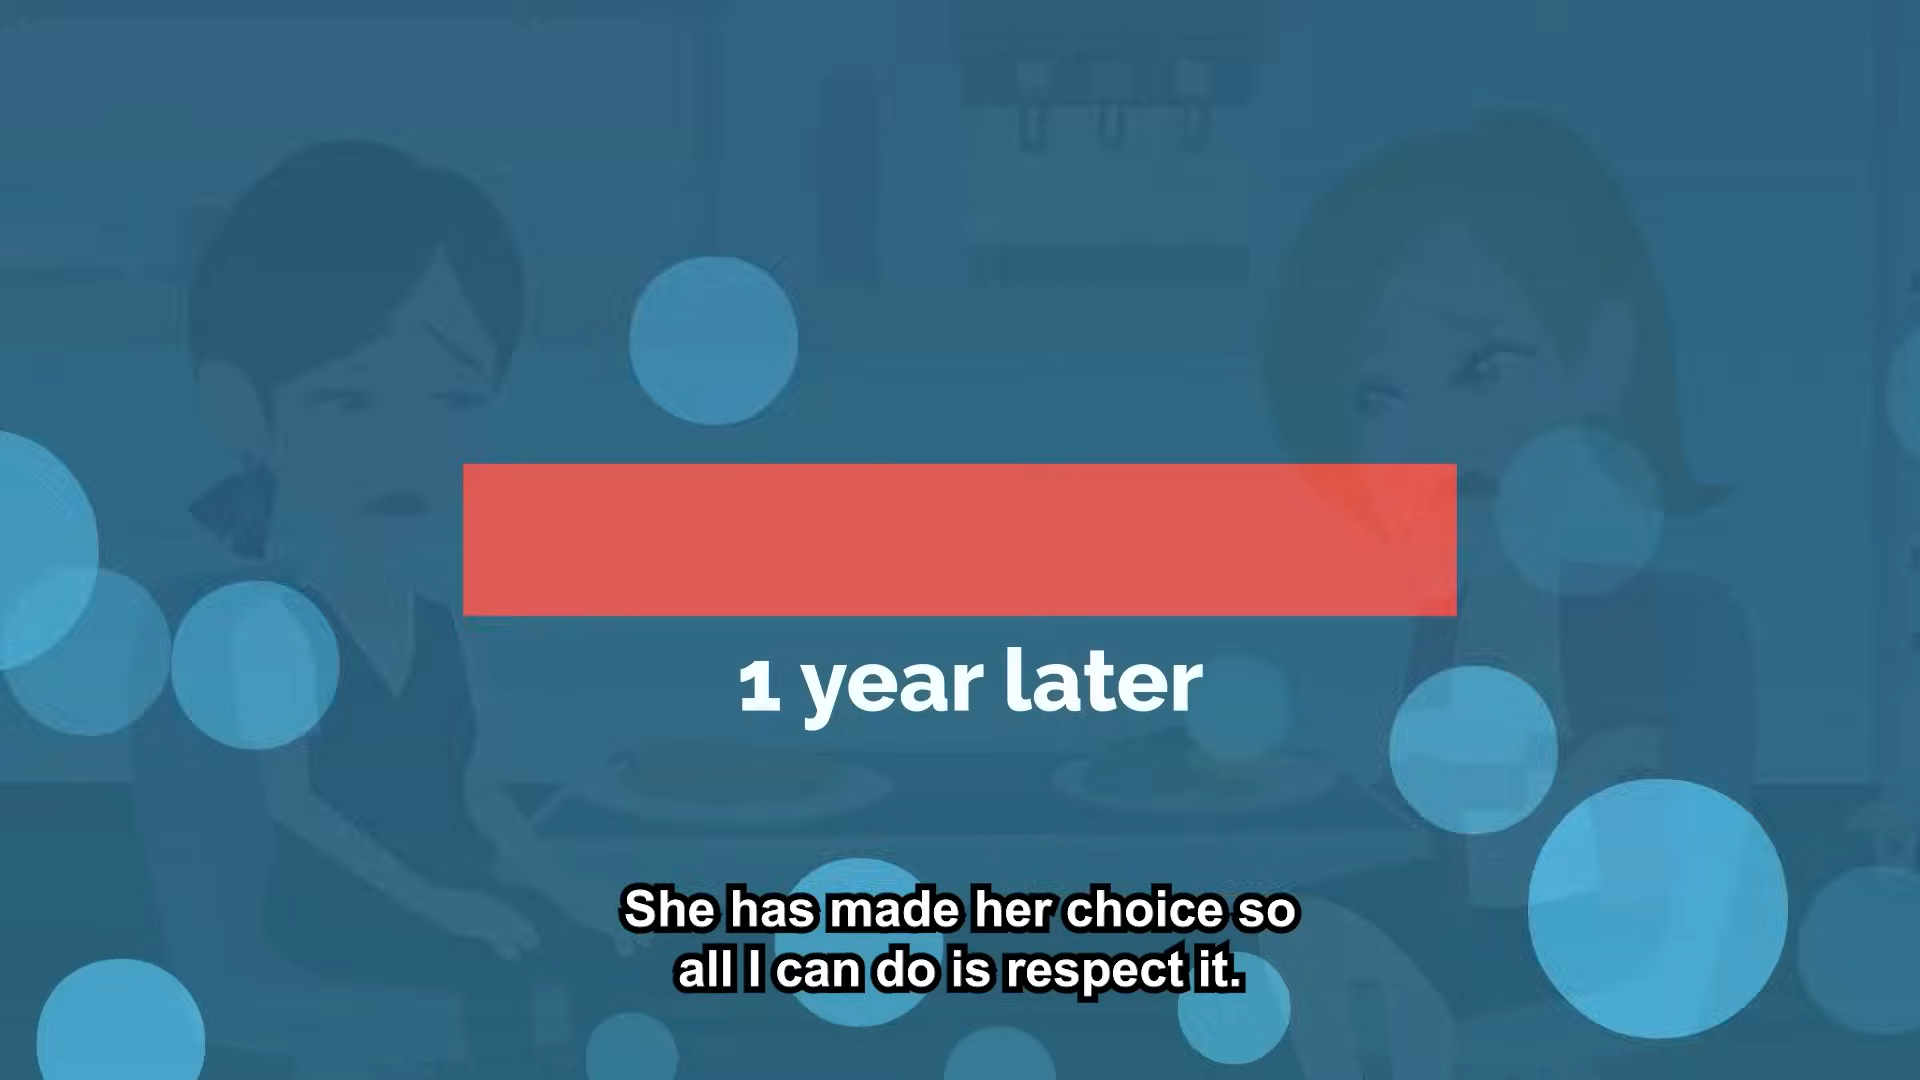 1 year later
She has made her choice so
all I can do is respect it.